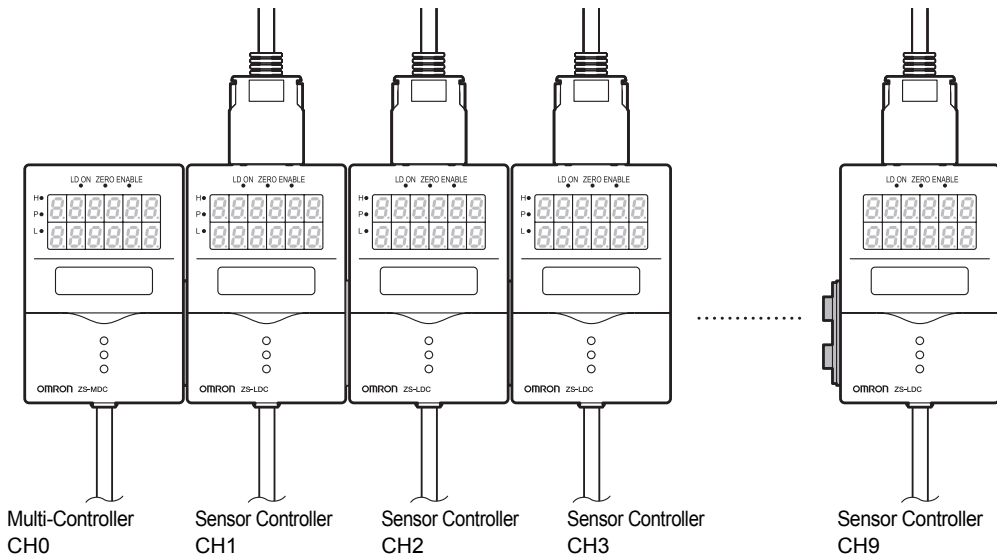 LD ON ZERO ENABLE
H
P
L
OMRON ZS-MDC
LD ON ZERO ENABLE
H
P
L
OMRON ZS-LDC
LD ON ZERO ENABLE
H
P
L
OMRON ZS-LDC
LD ON ZERO ENABLE
H
P
L
OMRON ZS-LDC
LD ON ZERO ENABLE
OMRON ZS-LDC
Multi-Controller
CH0
Sensor Controller
CH1
Sensor Controller
CH2
Sensor Controller
CH3
Sensor Controller
CH9